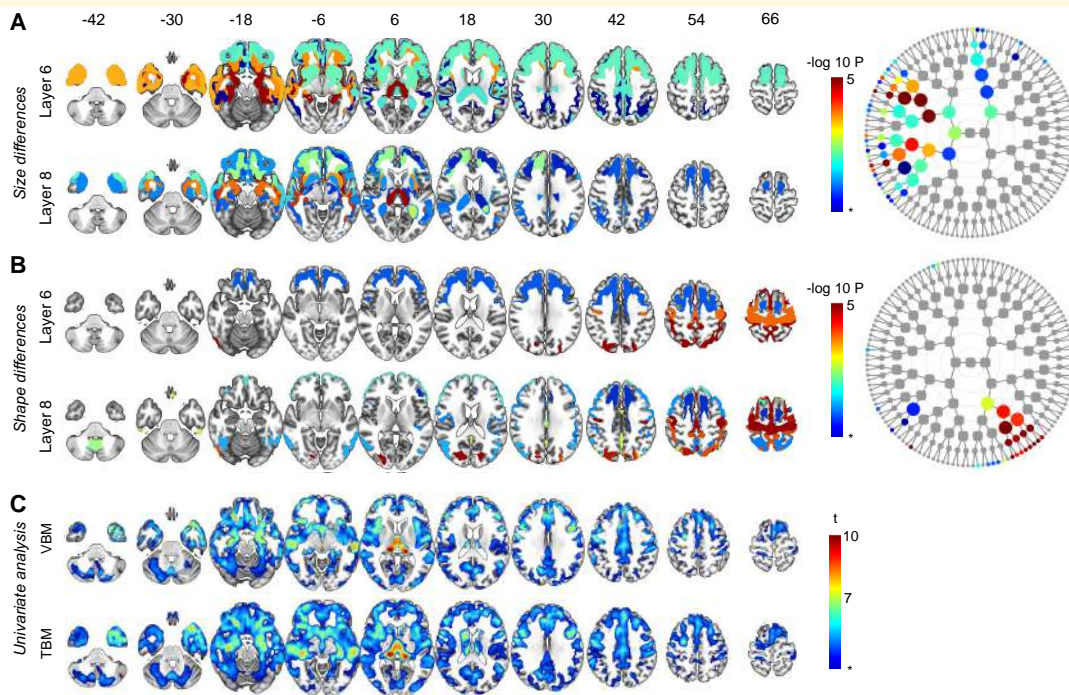 -42 -30 -18 -6 6 18 30 42 54 66
A
Size differences
Layer 6
Layer 8
-log 10 P
5
*
B
Shape differences
Layer 6
Layer 8
-log 10 P
5
*
C
Univariate analysis
VBM
TBM
t
10
7
*